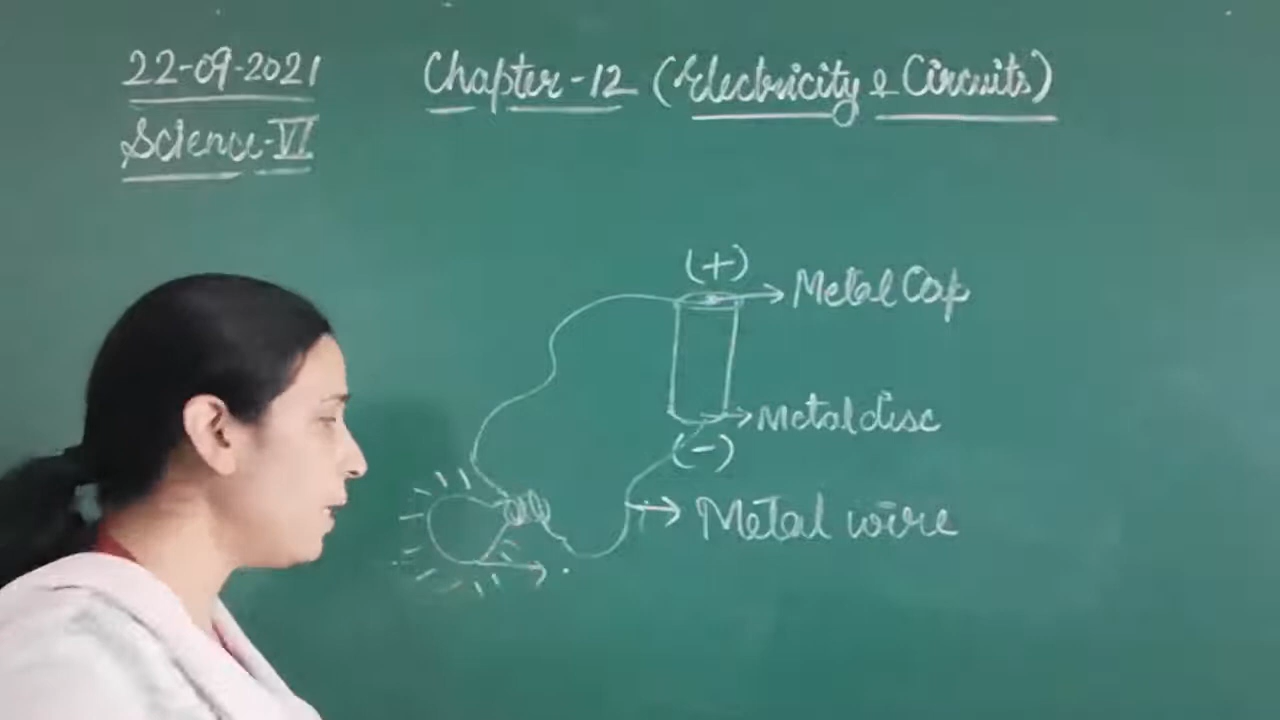 22-09-2021
Chapter-12 (Electricity & Circuits)
Science-VI
(+)
Metal Cap
Metal disc
(-)
Metal wire